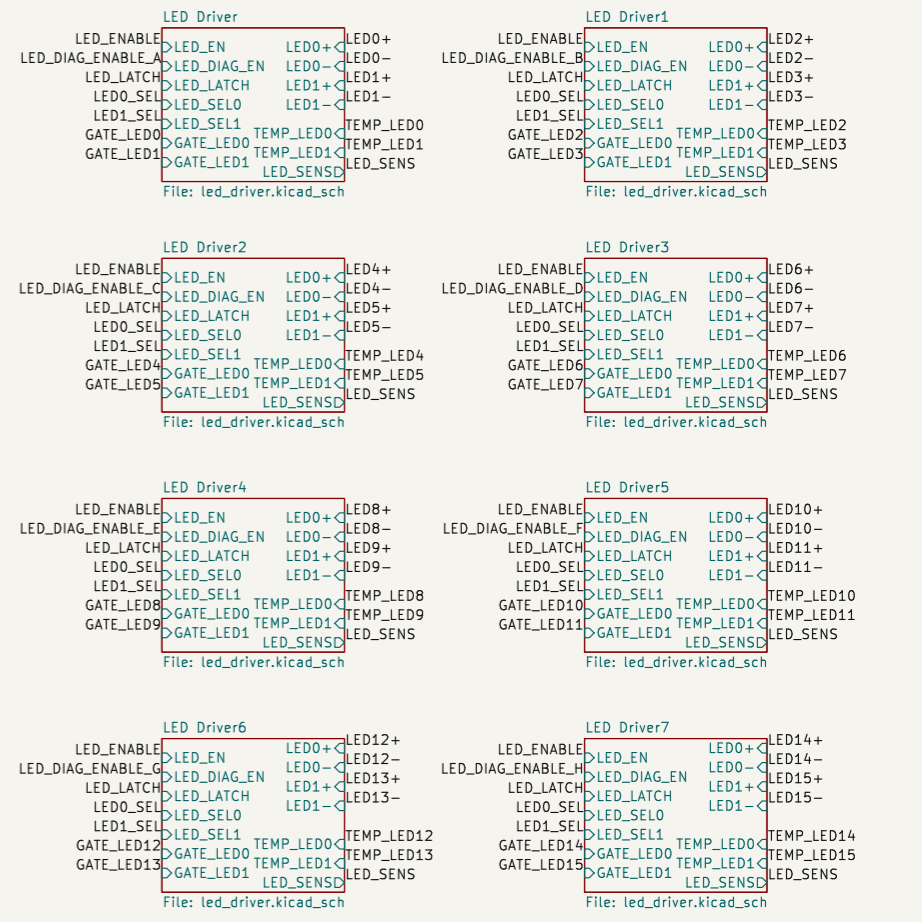 LED Driver
LED_ENABLE LED_EN LED0+ LED0+
LED_DIAG_ENABLE_A LED_DIAG_EN LED0- LED0-
LED_LATCH LED_LATCH LED1+ LED1+
LED0_SEL LED_SEL0 LED1- LED1-
LED1_SEL LED_SEL1
GATE_LED0 GATE_LED0 TEMP_LED0 TEMP_LED0
GATE_LED1 GATE_LED1 TEMP_LED1 TEMP_LED1
LED_SENS LED_SENS
File: led_driver.kicad_sch
LED Driver1
LED_ENABLE LED_EN LED0+ LED2+
LED_DIAG_ENABLE_B LED_DIAG_EN LED0- LED2-
LED_LATCH LED_LATCH LED1+ LED3+
LED0_SEL LED_SEL0 LED1- LED3-
LED1_SEL LED_SEL1
GATE_LED2 GATE_LED0 TEMP_LED0 TEMP_LED2
GATE_LED3 GATE_LED1 TEMP_LED1 TEMP_LED3
LED_SENS LED_SENS
File: led_driver.kicad_sch
LED Driver2
LED_ENABLE LED_EN LED0+ LED4+
LED_DIAG_ENABLE_C LED_DIAG_EN LED0- LED4-
LED_LATCH LED_LATCH LED1+ LED5+
LED0_SEL LED_SEL0 LED1- LED5-
LED1_SEL LED_SEL1
GATE_LED4 GATE_LED0 TEMP_LED0 TEMP_LED4
GATE_LED5 GATE_LED1 TEMP_LED1 TEMP_LED5
LED_SENS LED_SENS
File: led_driver.kicad_sch
LED Driver3
LED_ENABLE LED_EN LED0+ LED6+
LED_DIAG_ENABLE_D LED_DIAG_EN LED0- LED6-
LED_LATCH LED_LATCH LED1+ LED7+
LED0_SEL LED_SEL0 LED1- LED7-
LED1_SEL LED_SEL1
GATE_LED6 GATE_LED0 TEMP_LED0 TEMP_LED6
GATE_LED7 GATE_LED1 TEMP_LED1 TEMP_LED7
LED_SENS LED_SENS
File: led_driver.kicad_sch
LED Driver4
LED_ENABLE LED_EN LED0+ LED8+
LED_DIAG_ENABLE_E LED_DIAG_EN LED0- LED8-
LED_LATCH LED_LATCH LED1+ LED9+
LED0_SEL LED_SEL0 LED1- LED9-
LED1_SEL LED_SEL1
GATE_LED8 GATE_LED0 TEMP_LED0 TEMP_LED8
GATE_LED9 GATE_LED1 TEMP_LED1 TEMP_LED9
LED_SENS LED_SENS
File: led_driver.kicad_sch
LED Driver5
LED_ENABLE LED_EN LED0+ LED10+
LED_DIAG_ENABLE_F LED_DIAG_EN LED0- LED10-
LED_LATCH LED_LATCH LED1+ LED11+
LED0_SEL LED_SEL0 LED1- LED11-
LED1_SEL LED_SEL1
GATE_LED10 GATE_LED0 TEMP_LED0 TEMP_LED10
GATE_LED11 GATE_LED1 TEMP_LED1 TEMP_LED11
LED_SENS LED_SENS
File: led_driver.kicad_sch
LED Driver6
LED_ENABLE LED_EN LED0+ LED12+
LED_DIAG_ENABLE_G LED_DIAG_EN LED0- LED12-
LED_LATCH LED_LATCH LED1+ LED13+
LED0_SEL LED_SEL0 LED1- LED13-
LED1_SEL LED_SEL1
GATE_LED12 GATE_LED0 TEMP_LED0 TEMP_LED12
GATE_LED13 GATE_LED1 TEMP_LED1 TEMP_LED13
LED_SENS LED_SENS
File: led_driver.kicad_sch
LED Driver7
LED_ENABLE LED_EN LED0+ LED14+
LED_DIAG_ENABLE_H LED_DIAG_EN LED0- LED14-
LED_LATCH LED_LATCH LED1+ LED15+
LED0_SEL LED_SEL0 LED1- LED15-
LED1_SEL LED_SEL1
GATE_LED14 GATE_LED0 TEMP_LED0 TEMP_LED14
GATE_LED15 GATE_LED1 TEMP_LED1 TEMP_LED15
LED_SENS LED_SENS
File: led_driver.kicad_sch